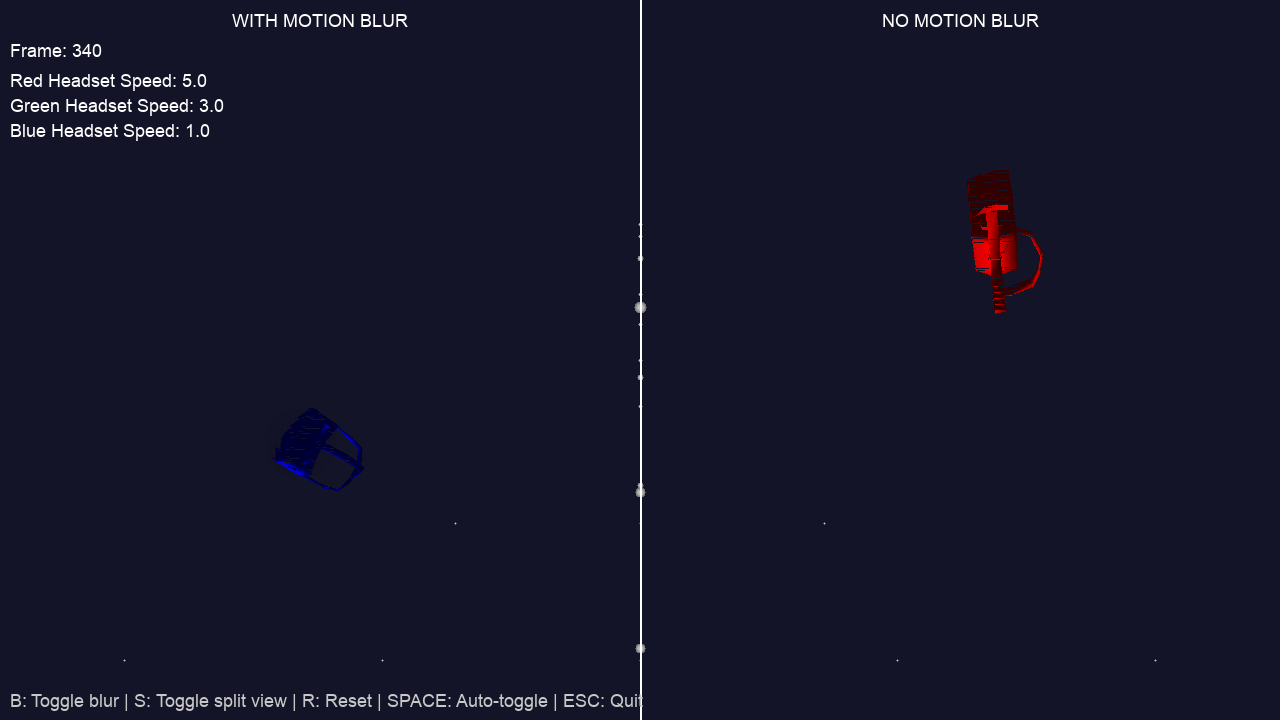 WITH MOTION BLUR
NO MOTION BLUR
Frame: 340
Red Headset Speed: 5.0
Green Headset Speed: 3.0
Blue Headset Speed: 1.0
B: Toggle blur | S: Toggle split view | R: Reset | SPACE: Auto-toggle | ESC: Quit